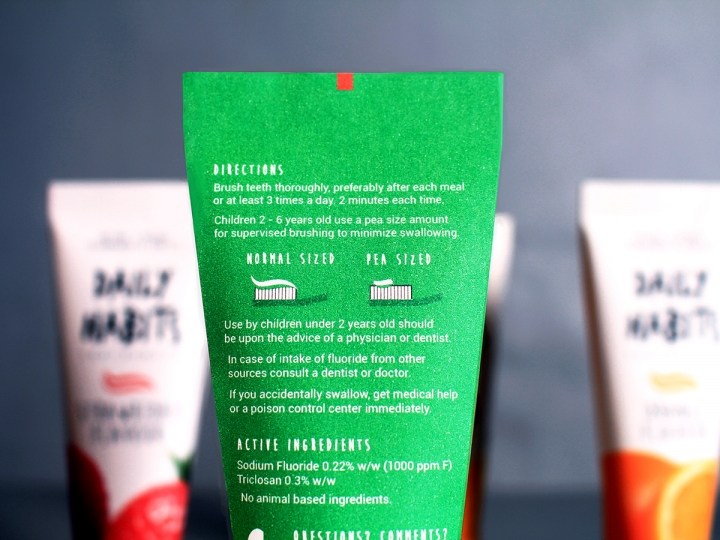 DIRECTIONS
Brush teeth thoroughly, preferably after each meal
or at least 3 times a day, 2 minutes each time.
Children 2 - 6 years old use a pea size amount
for supervised brushing to minimize swallowing.
NORMAL SIZED PEA SIZED
Use by children under 2 years old should
be upon the advice of a physician or dentist.
In case of intake of fluoride from other
sources consult a dentist or doctor.
If you accidentally swallow, get medical help
or a poison control center immediately.
ACTIVE INGREDIENTS
Sodium Fluoride 0.22% w/w (1000 ppm F)
Triclosan 0.3% w/w
No animal based ingredients.
QUESTIONS? COMMENTS?
DAILY
HABITS
DAILY
HABITS